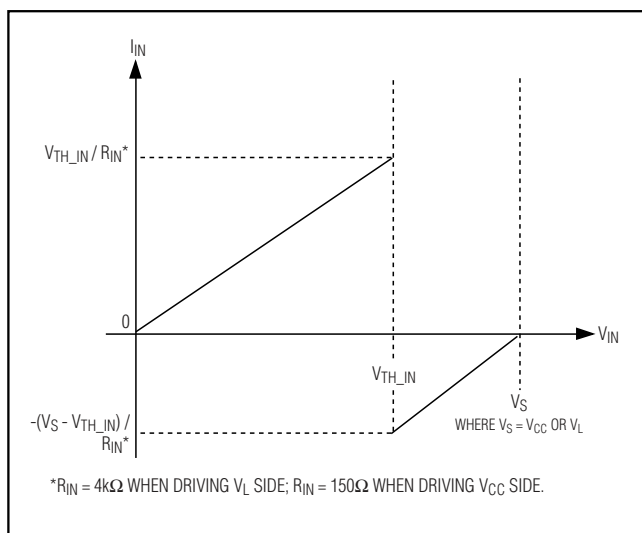 I_IN
V_TH_IN / R_IN*
0
V_IN
V_TH_IN
V_S
WHERE V_S = V_CC OR V_L
-(V_S - V_TH_IN) /
R_IN*
*R_IN = 4kΩ WHEN DRIVING V_L SIDE; R_IN = 150Ω WHEN DRIVING V_CC SIDE.